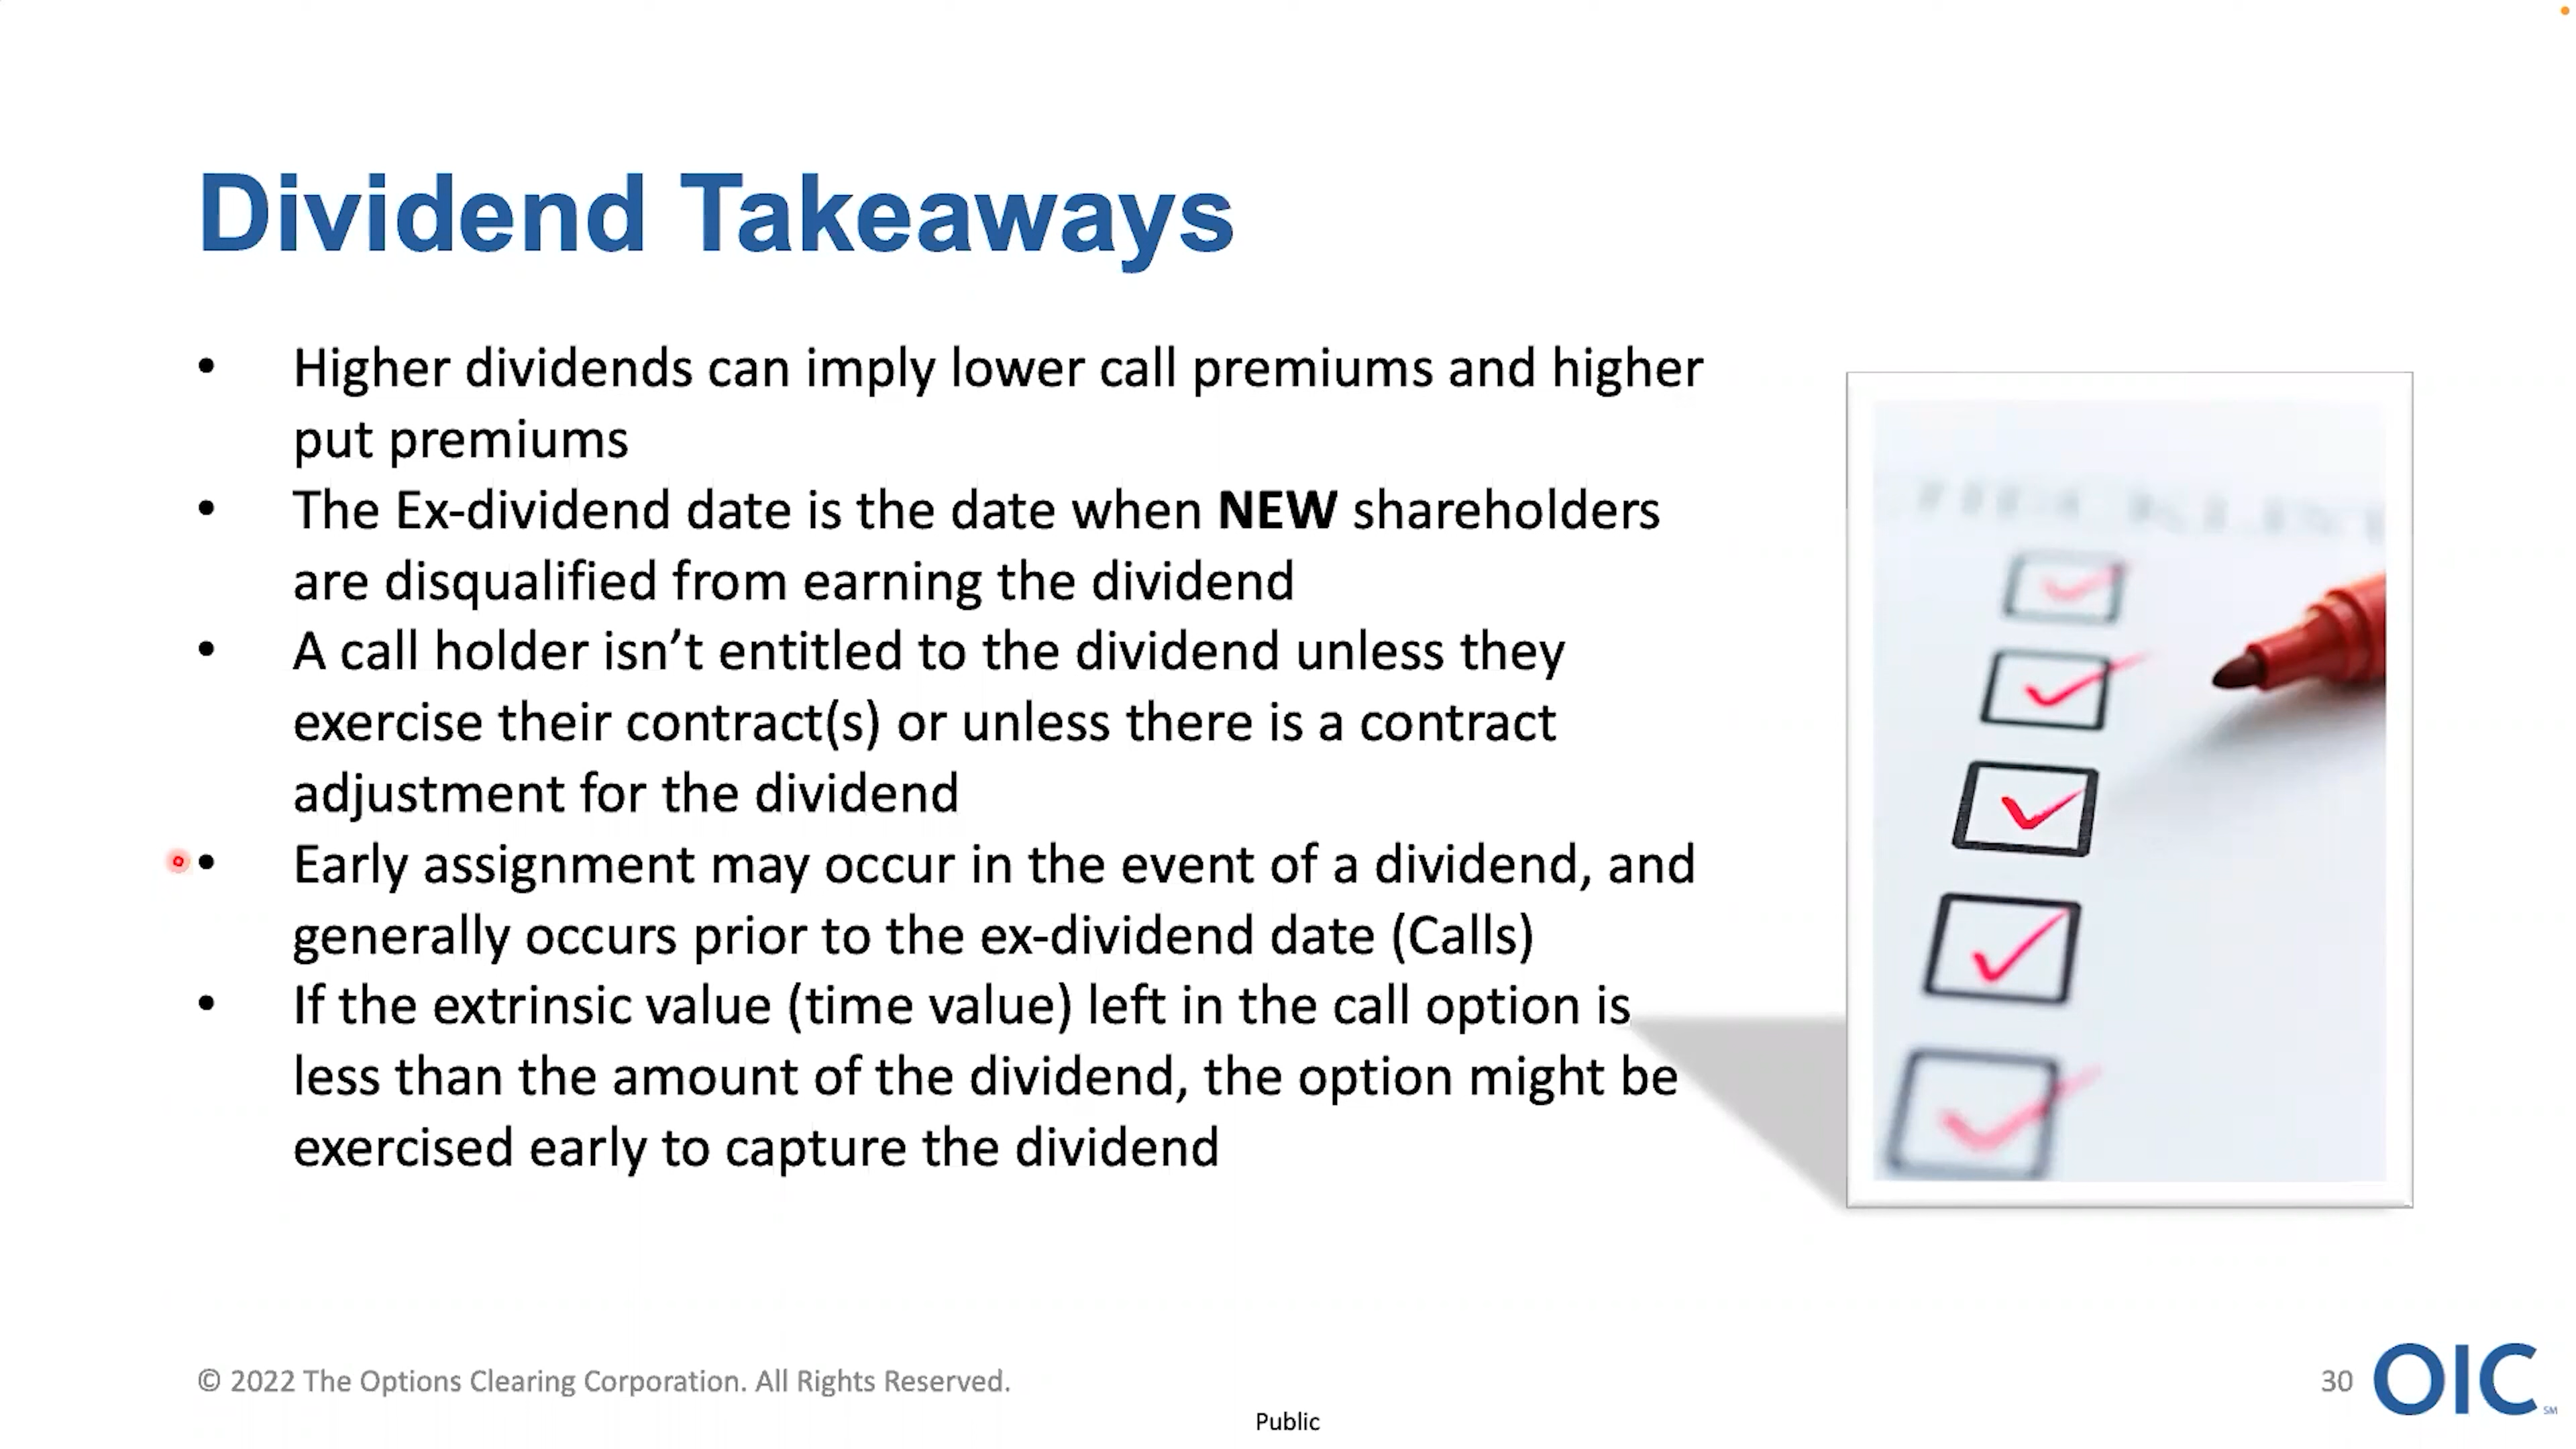 Dividend Takeaways
• Higher dividends can imply lower call premiums and higher
put premiums
• The Ex-dividend date is the date when NEW shareholders
are disqualified from earning the dividend
• A call holder isn’t entitled to the dividend unless they
exercise their contract(s) or unless there is a contract
adjustment for the dividend
• Early assignment may occur in the event of a dividend, and
generally occurs prior to the ex-dividend date (Calls)
• If the extrinsic value (time value) left in the call option is
less than the amount of the dividend, the option might be
exercised early to capture the dividend
© 2022 The Options Clearing Corporation. All Rights Reserved.
30
OIC SM
Public